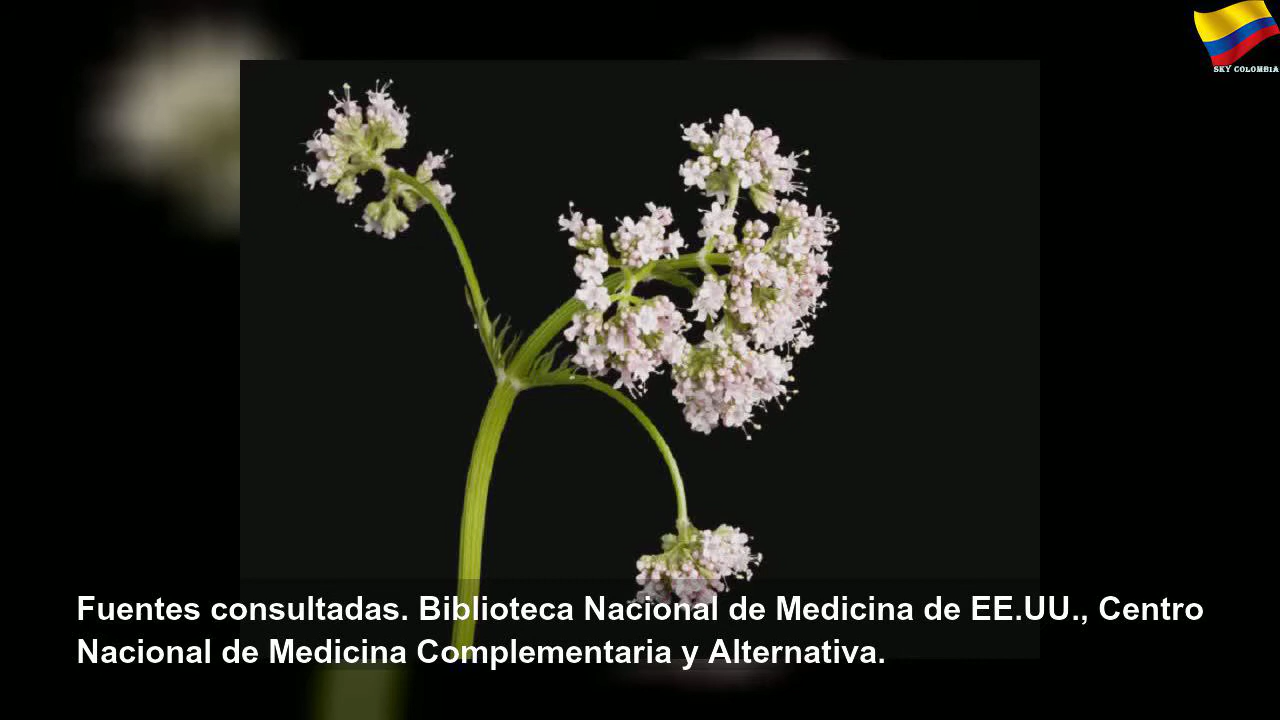 SKY COLOMBIA
Fuentes consultadas. Biblioteca Nacional de Medicina de EE.UU., Centro
Nacional de Medicina Complementaria y Alternativa.